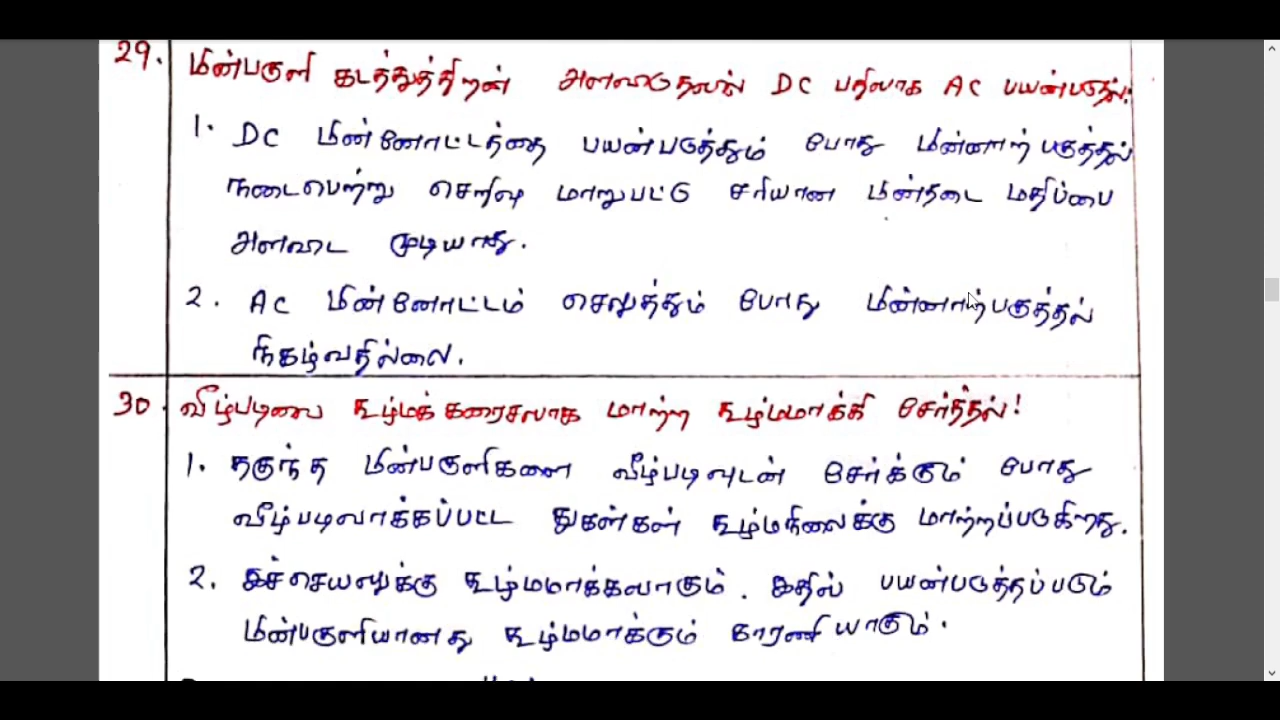 29. மின்பகுளி கடத்துத்திறன் அளவிடுதலில் DC பதிலாக AC பயன்படுதல்!
1. DC மின்னோட்டத்தை பயன்படுத்தும் போது மின்னாற் பகுத்தல்
நடைபெற்று செறிவு மாறுபட்டு சரியான மின்தடை மதிப்பை
அளவிட முடியாது.
2. AC மின்னோட்டம் செலுத்தும் போது மின்னாற்பகுத்தல்
நிகழ்வதில்லை.
30. வீழ்படிவை கூழ்மக் கரைசலாக மாற்ற கூழ்மமாக்கி சேர்த்தல்!
1. தகுந்த மின்பகுளிகளை வீழ்படிவுடன் சேர்க்கும் போது
வீழ்படிவாக்கப்பட்ட துகள்கள் கூழ்மநிலைக்கு மாற்றப்படுகிறது.
2. இச்செயலுக்கு கூழ்மமாக்கலாகும். இதில் பயன்படுத்தப்படும்
மின்பகுளியானது கூழ்மமாக்கும் காரணியாகும்.